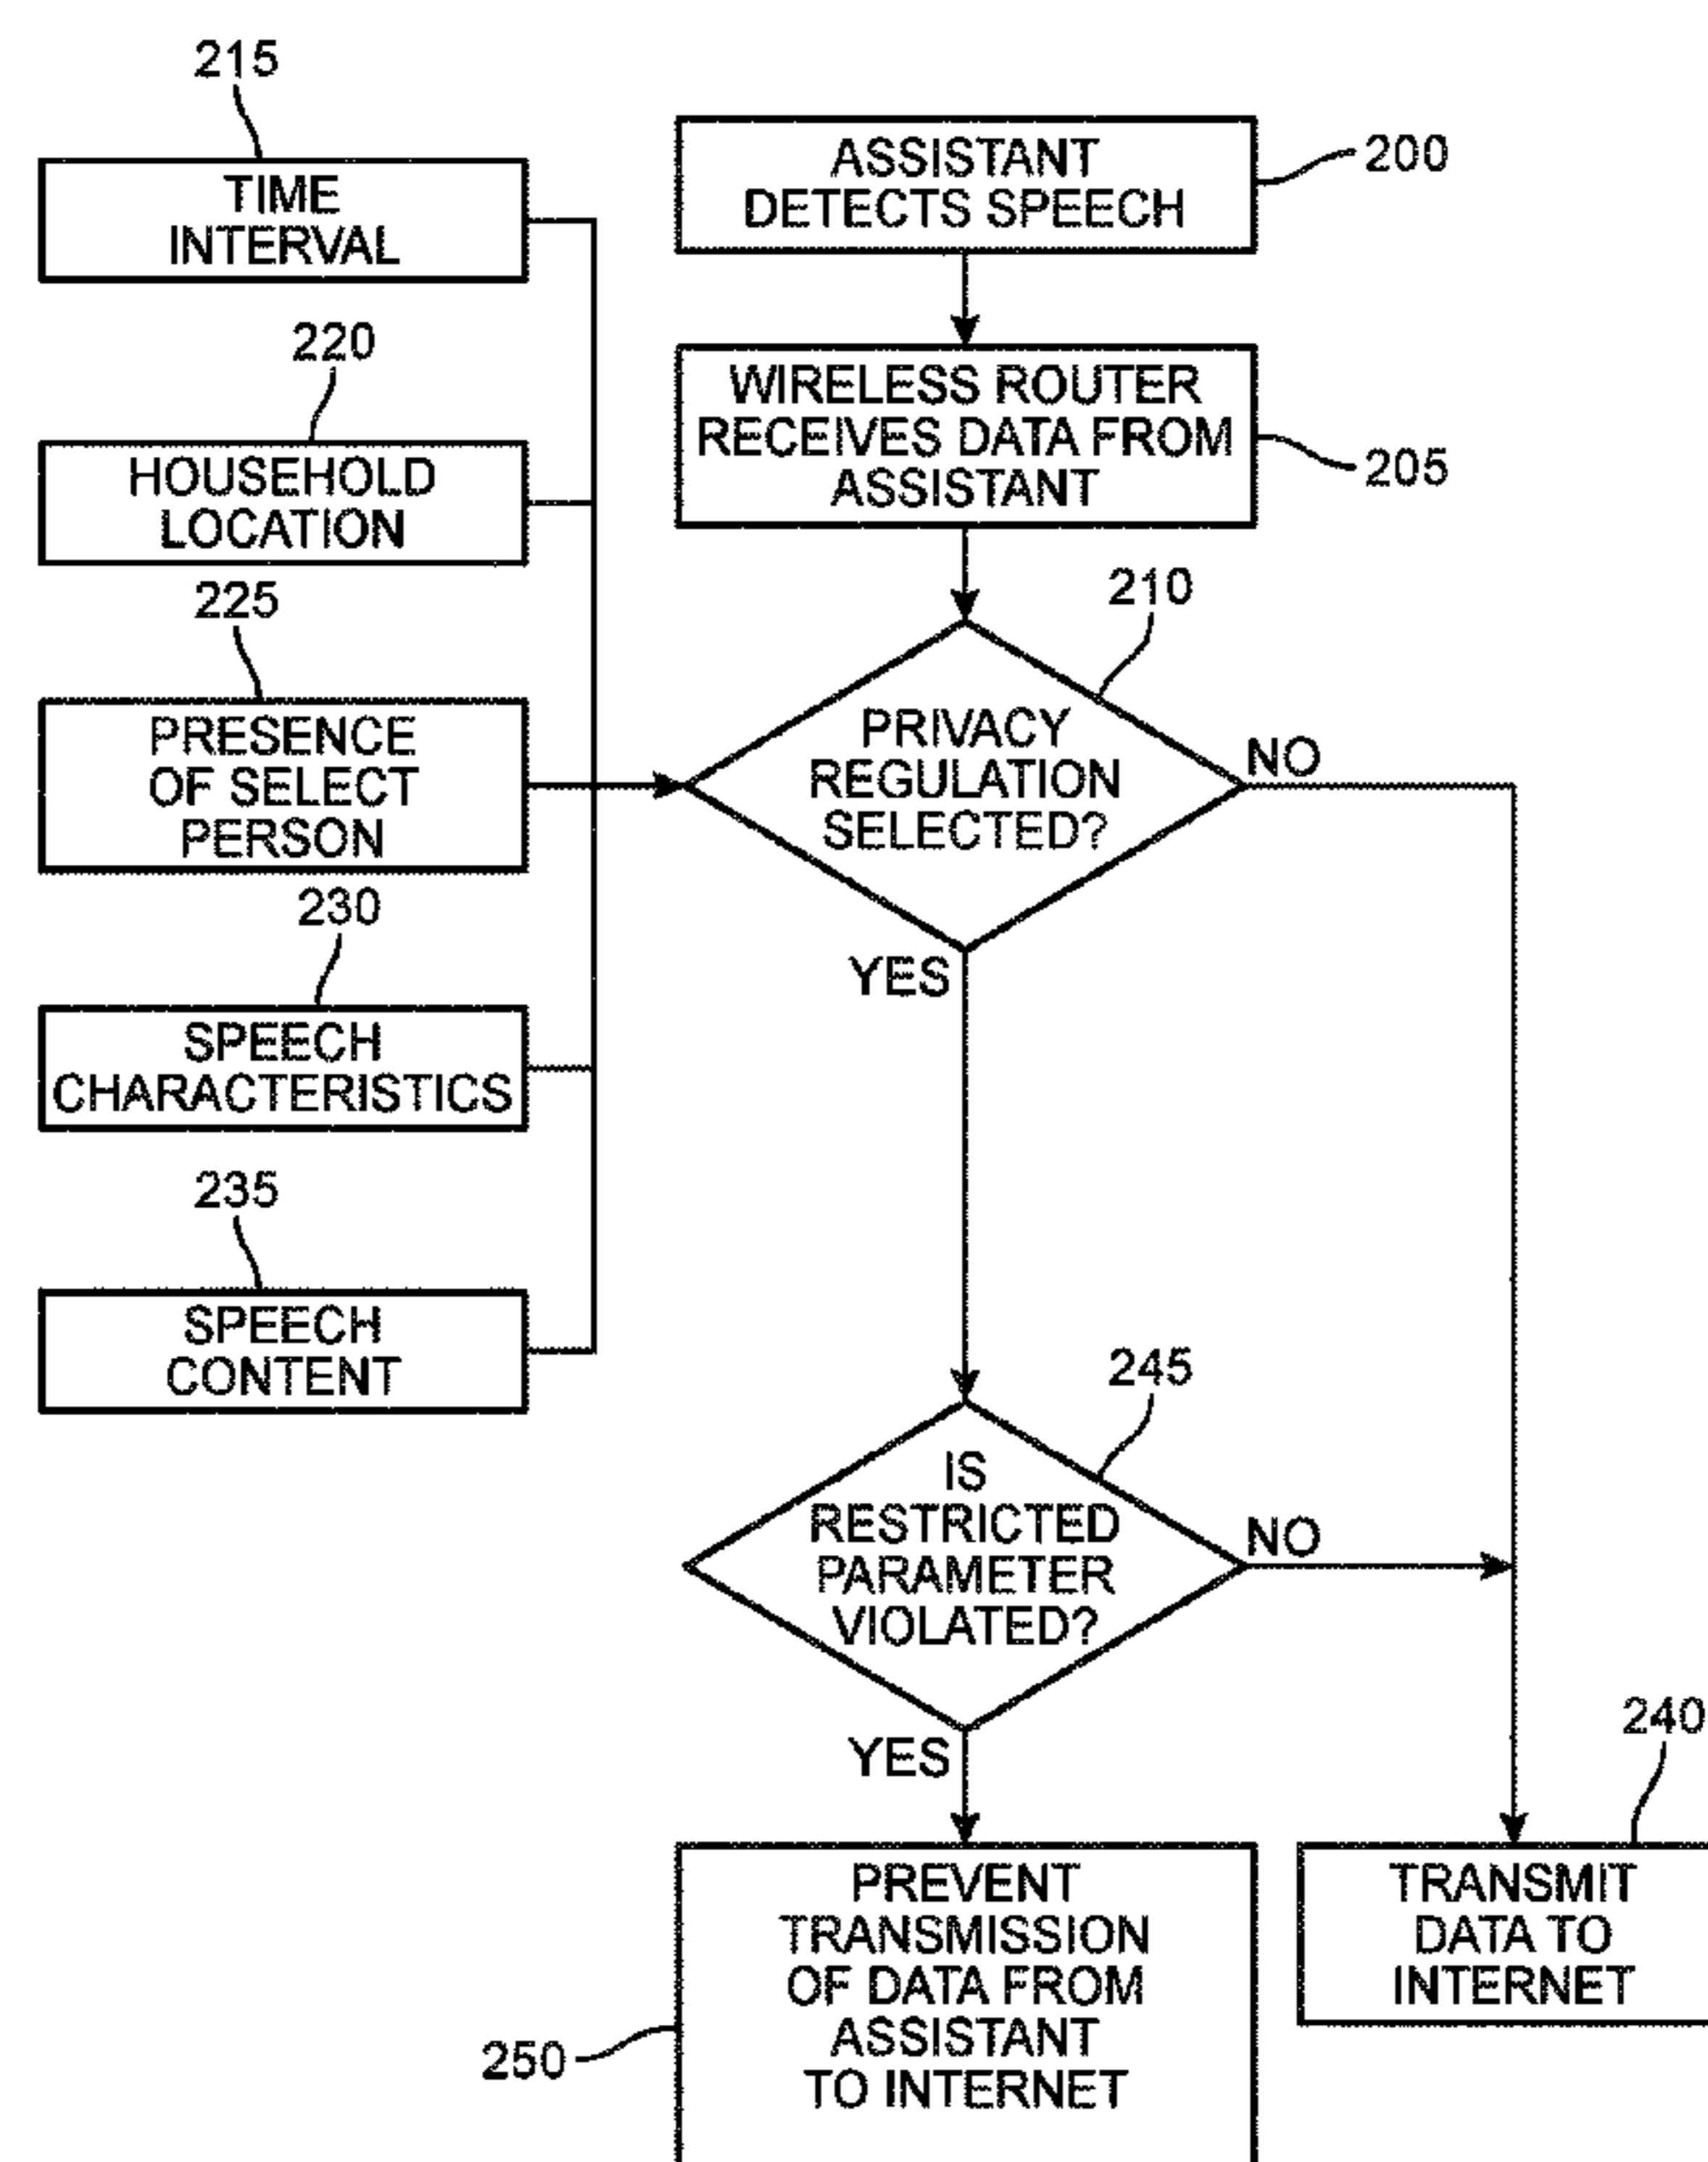 215
TIME
INTERVAL
220
HOUSEHOLD
LOCATION
225
PRESENCE
OF SELECT
PERSON
230
SPEECH
CHARACTERISTICS
235
SPEECH
CONTENT
ASSISTANT
DETECTS SPEECH
200
WIRELESS ROUTER
RECEIVES DATA FROM
ASSISTANT
205
210
PRIVACY
REGULATION
SELECTED?
NO
YES
245
IS
RESTRICTED
PARAMETER
VIOLATED?
NO
YES
240
PREVENT
TRANSMISSION
OF DATA FROM
ASSISTANT
TO INTERNET
250
TRANSMIT
DATA TO
INTERNET